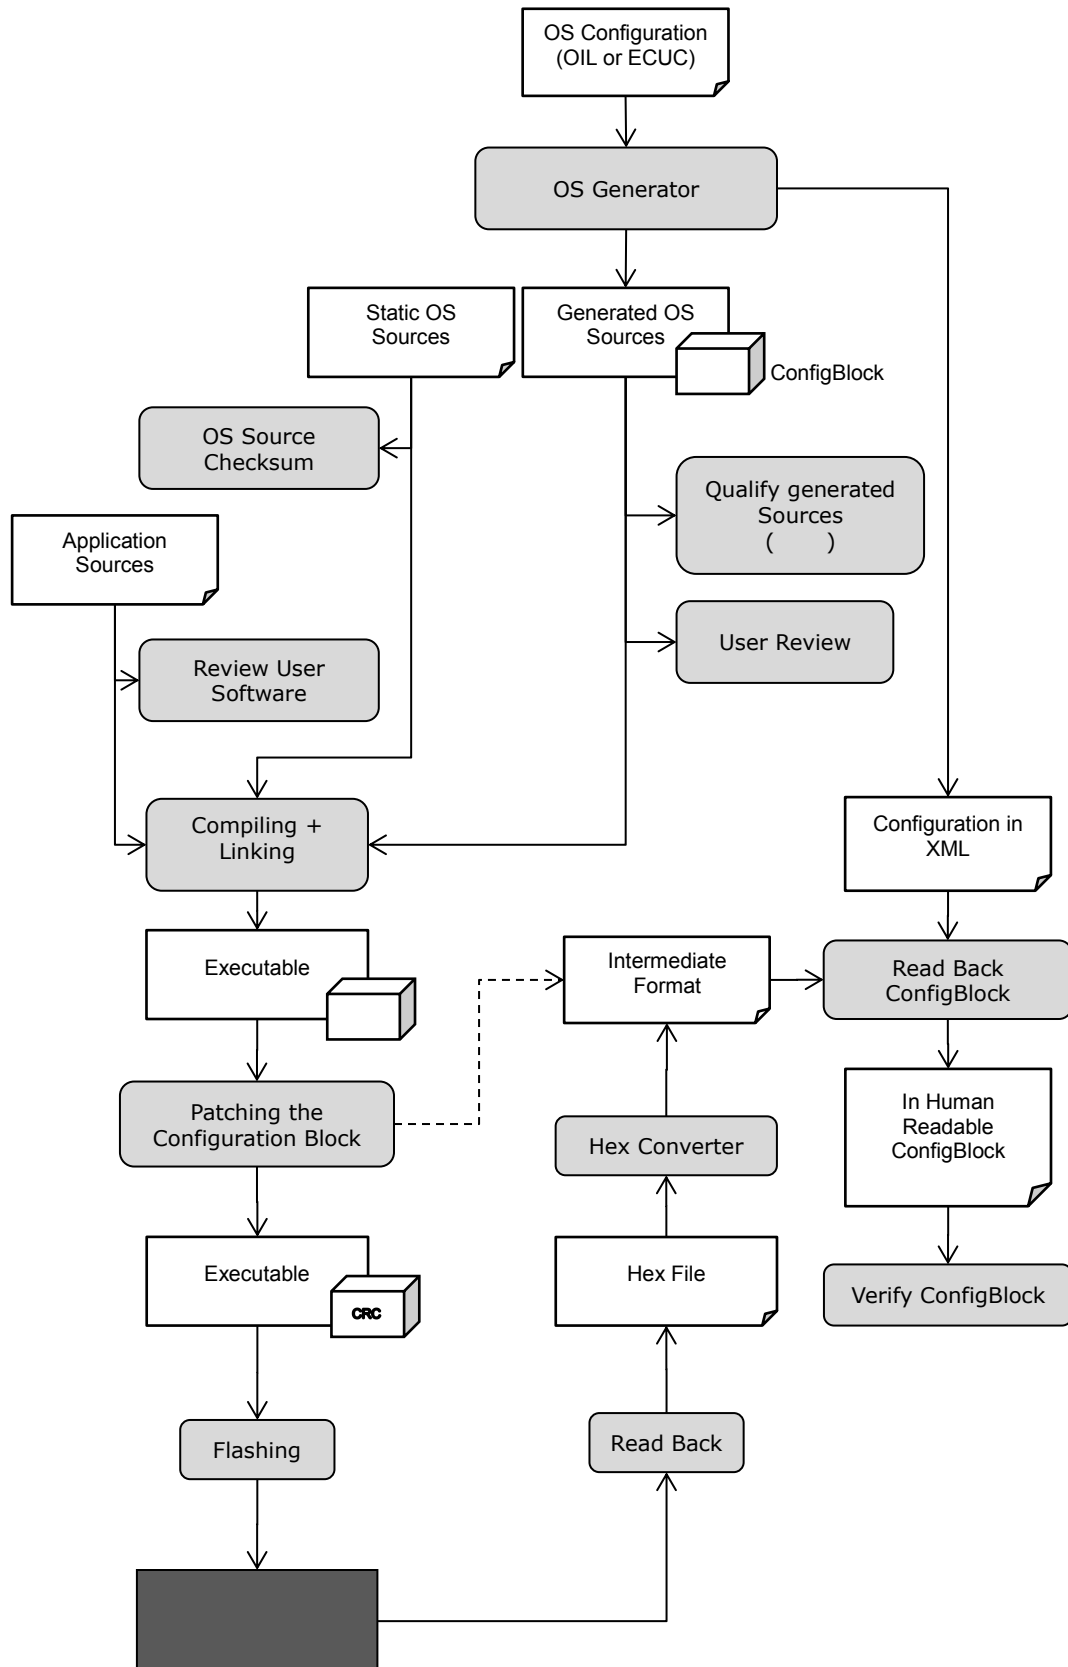 OS Configuration
(OIL or ECUC)
OS Generator
Static OS
Sources
Generated OS
Sources
ConfigBlock
OS Source
Checksum
Qualify generated
Sources
( )
Application
Sources
User Review
Review User
Software
Compiling +
Linking
Configuration in
XML
Executable
Intermediate
Format
Read Back
ConfigBlock
Patching the
Configuration Block
Hex Converter
In Human
Readable
ConfigBlock
Executable
CRC
Hex File
Verify ConfigBlock
Flashing
Read Back